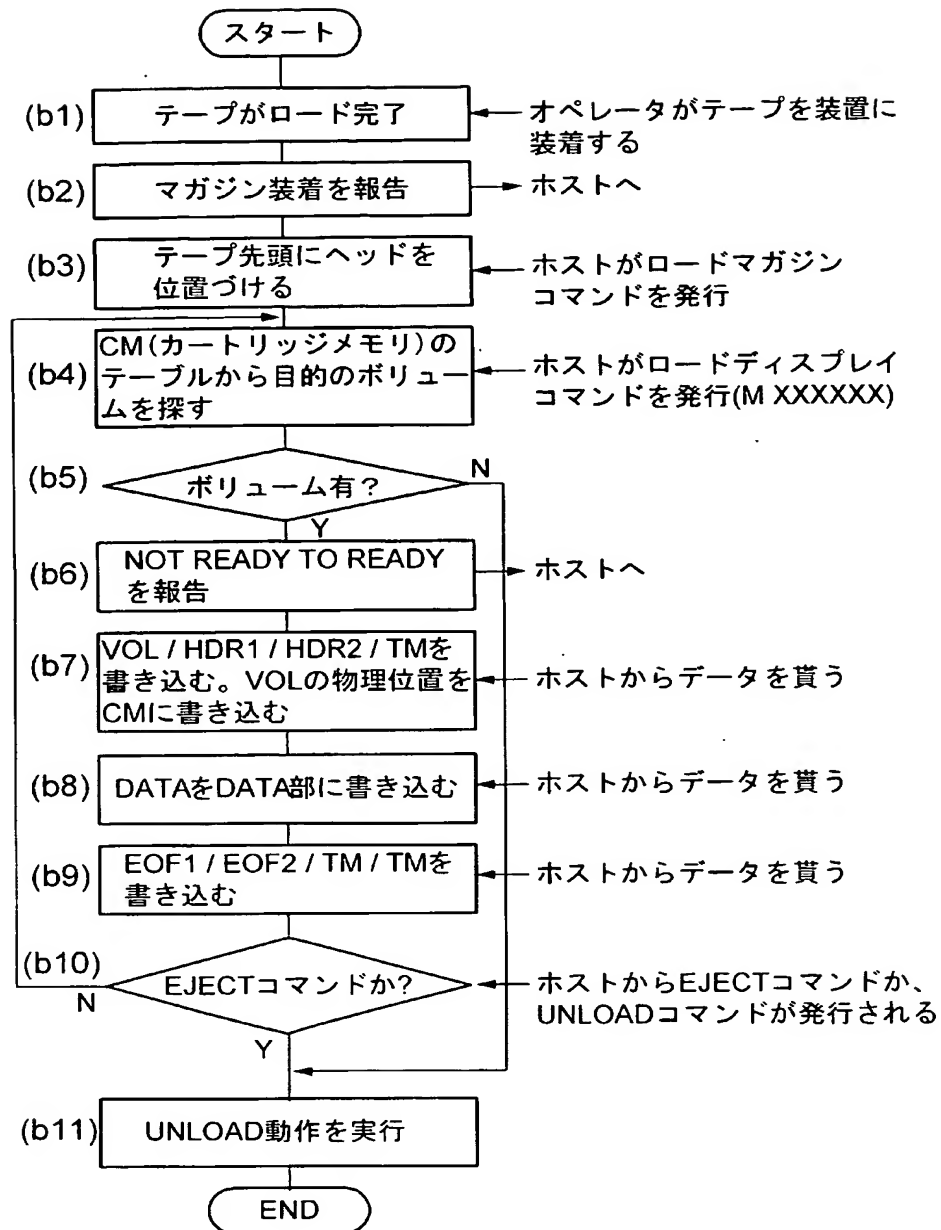 スタート
(b1)
テープがロード完了
オペレータがテープを装置に
装着する
(b2)
マガジン装着を報告
ホストへ
(b3)
テープ先頭にヘッドを
位置づける
ホストがロードマガジン
コマンドを発行
(b4)
CM(カートリッジメモリ)の
テーブルから目的のボリュー
ムを探す
ホストがロードディスプレイ
コマンドを発行(M XXXXXX)
(b5)
ボリューム有?
N
Y
(b6)
NOT READY TO READY
を報告
ホストへ
(b7)
VOL / HDR1 / HDR2 / TMを
書き込む。VOLの物理位置を
CMに書き込む
ホストからデータを貰う
(b8)
DATAをDATA部に書き込む
ホストからデータを貰う
(b9)
EOF1 / EOF2 / TM / TMを
書き込む
ホストからデータを貰う
(b10)
N
EJECTコマンドか?
ホストからEJECTコマンドか、
UNLOADコマンドが発行される
Y
(b11)
UNLOAD動作を実行
END